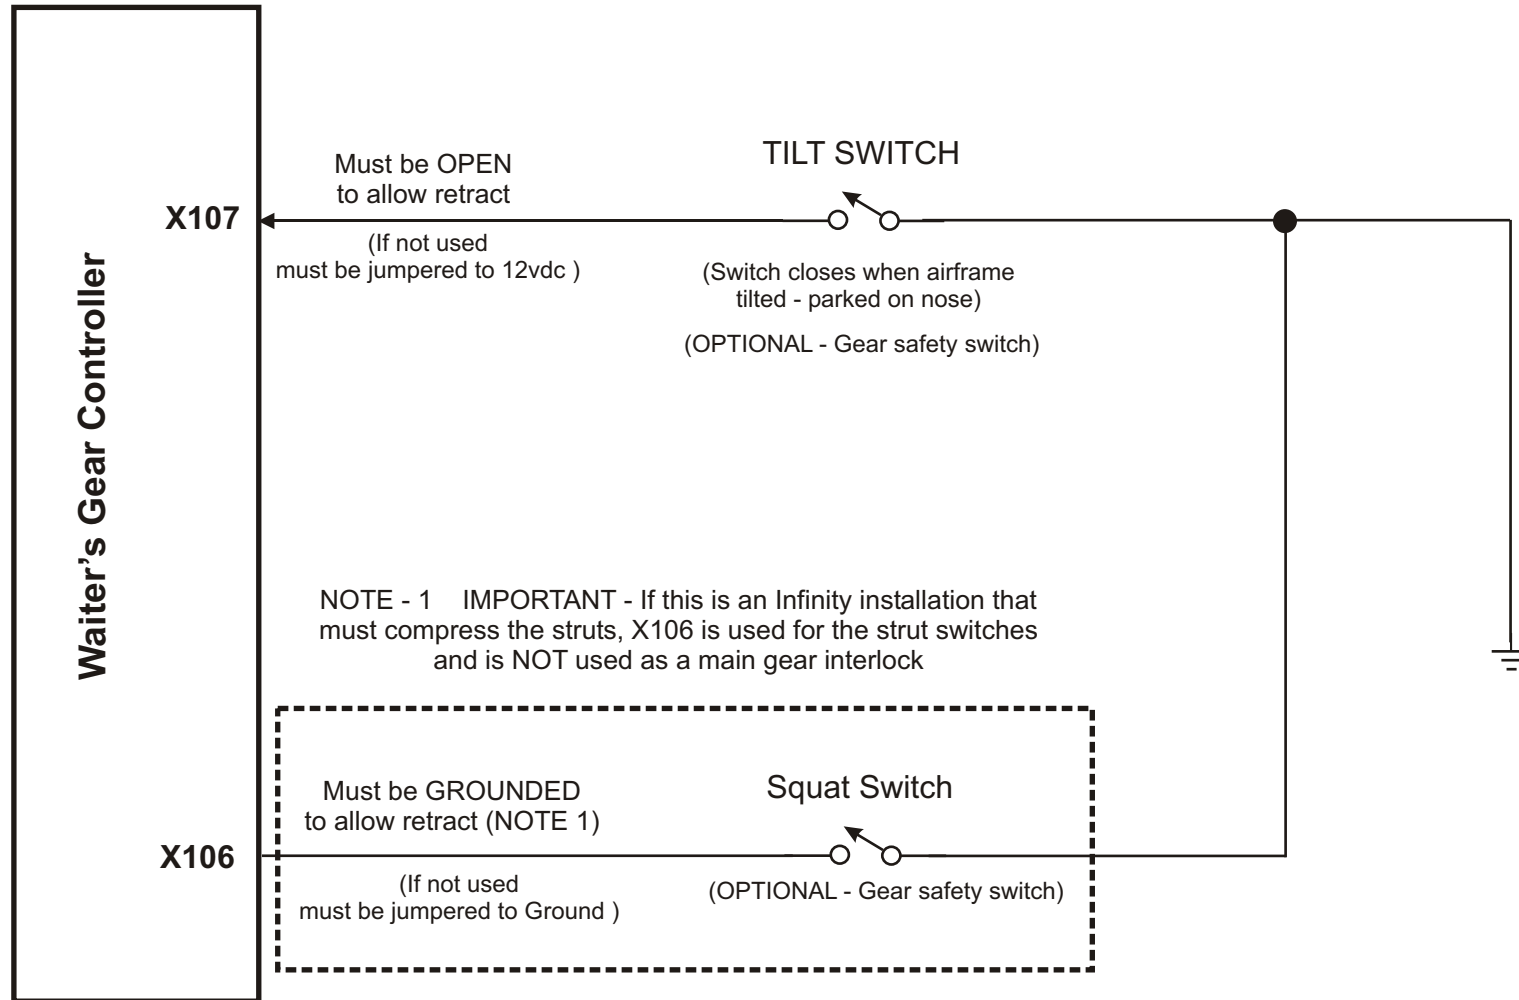 Waiter's Gear Controller
X107
Must be OPEN
to allow retract
(If not used
must be jumpered to 12vdc )
TILT SWITCH
(Switch closes when airframe
tilted - parked on nose)
(OPTIONAL - Gear safety switch)
NOTE - 1 IMPORTANT - If this is an Infinity installation that
must compress the struts, X106 is used for the strut switches
and is NOT used as a main gear interlock
X106
Must be GROUNDED
to allow retract (NOTE 1)
(If not used
must be jumpered to Ground )
Squat Switch
(OPTIONAL - Gear safety switch)